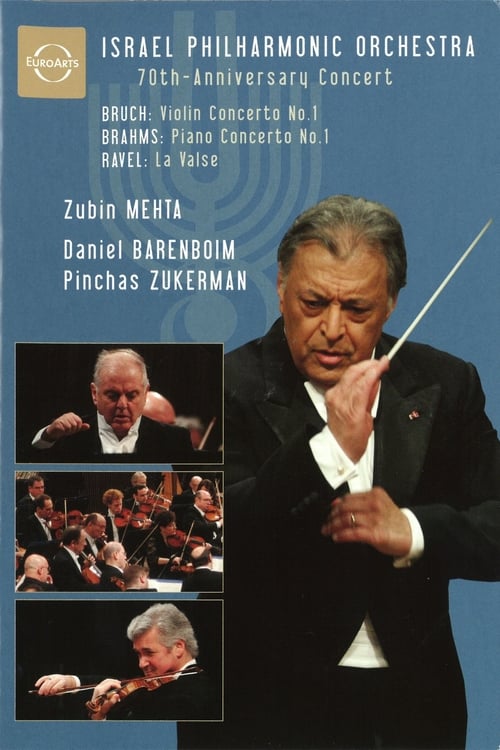 EUROARTS
ISRAEL PHILHARMONIC ORCHESTRA
70th-Anniversary Concert
BRUCH: Violin Concerto No.1
BRAHMS: Piano Concerto No.1
RAVEL: La Valse
Zubin MEHTA
Daniel BARENBOIM
Pinchas ZUKERMAN